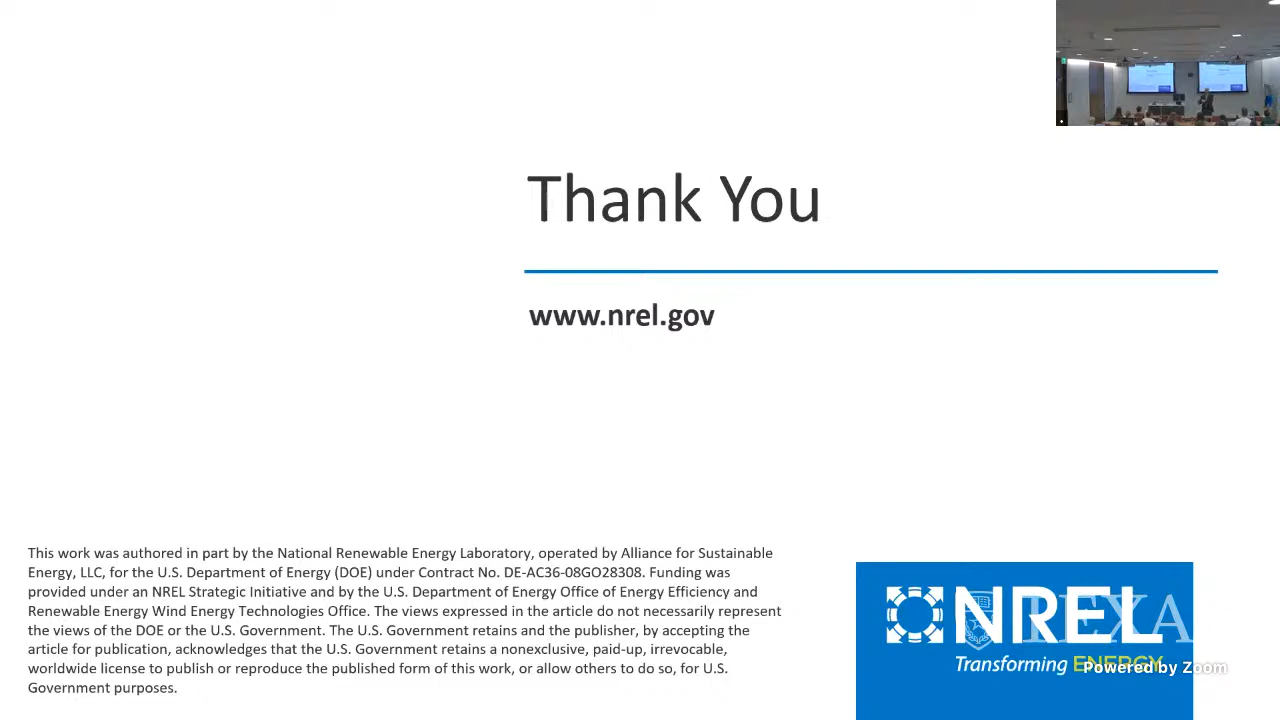 Thank You
www.nrel.gov
This work was authored in part by the National Renewable Energy Laboratory, operated by Alliance for Sustainable
Energy, LLC, for the U.S. Department of Energy (DOE) under Contract No. DE-AC36-08GO28308. Funding was
provided under an NREL Strategic Initiative and by the U.S. Department of Energy Office of Energy Efficiency and
Renewable Energy Wind Energy Technologies Office. The views expressed in the article do not necessarily represent
the views of the DOE or the U.S. Government. The U.S. Government retains and the publisher, by accepting the
article for publication, acknowledges that the U.S. Government retains a nonexclusive, paid-up, irrevocable,
worldwide license to publish or reproduce the published form of this work, or allow others to do so, for U.S.
Government purposes.
NREL
Transforming ENERGY
Powered by Zoom